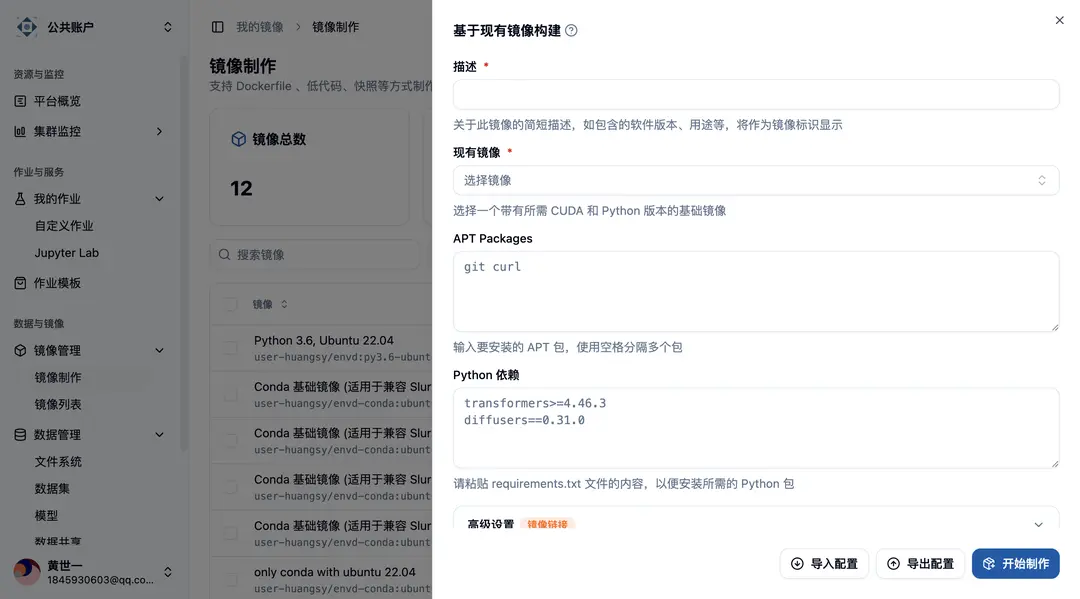 公共账户
资源与监控
平台概览
集群监控
作业与服务
我的作业
自定义作业
Jupyter Lab
作业模板
数据与镜像
镜像管理
镜像制作
镜像列表
数据管理
文件系统
数据集
模型
数据共享
黄世一
1845930603@qq.co...
我的镜像 > 镜像制作
镜像制作
支持 Dockerfile 、低代码、快照等方式制作
镜像总数
12
搜索镜像
镜像
Python 3.6, Ubuntu 22.04
user-huangsy/envd:py3.6-ubunt
Conda 基础镜像 (适用于兼容 Slur
user-huangsy/envd-conda:ubunt
Conda 基础镜像 (适用于兼容 Slur
user-huangsy/envd-conda:ubunt
Conda 基础镜像 (适用于兼容 Slur
user-huangsy/envd-conda:ubunt
Conda 基础镜像 (适用于兼容 Slur
user-huangsy/envd-conda:ubunt
only conda with ubuntu 22.04
user-huangsy/envd-conda:ubunt
基于现有镜像构建
描述 *
关于此镜像的简短描述，如包含的软件版本、用途等，将作为镜像标识显示
现有镜像 *
选择镜像
选择一个带有所需 CUDA 和 Python 版本的基础镜像
APT Packages
git curl
输入要安装的 APT 包，使用空格分隔多个包
Python 依赖
transformers>=4.46.3
diffusers==0.31.0
请粘贴 requirements.txt 文件的内容，以便安装所需的 Python 包
高级设置 镜像链接
导入配置
导出配置
开始制作